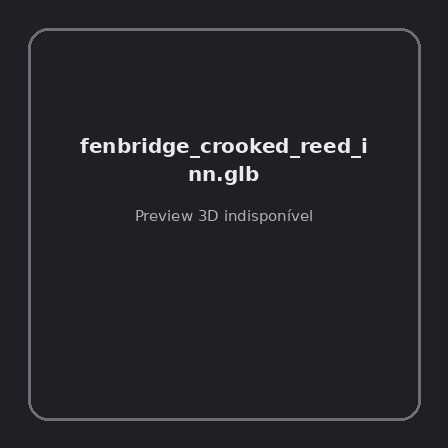 fenbridge_crooked_reed_i
nn.glb
Preview 3D indisponível